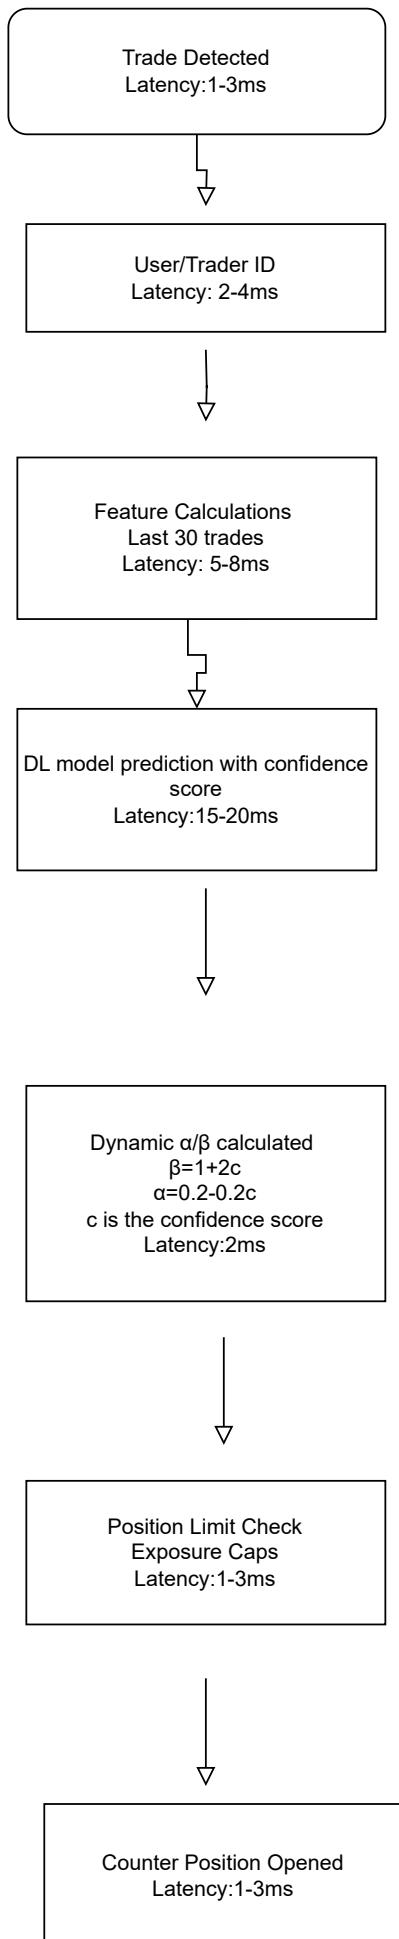 Trade Detected
Latency:1-3ms
User/Trader ID
Latency: 2-4ms
Feature Calculations
Last 30 trades
Latency: 5-8ms
DL model prediction with confidence
score
Latency:15-20ms
Dynamic α/β calculated
β=1+2c
α=0.2-0.2c
c is the confidence score
Latency:2ms
Position Limit Check
Exposure Caps
Latency:1-3ms
Counter Position Opened
Latency:1-3ms